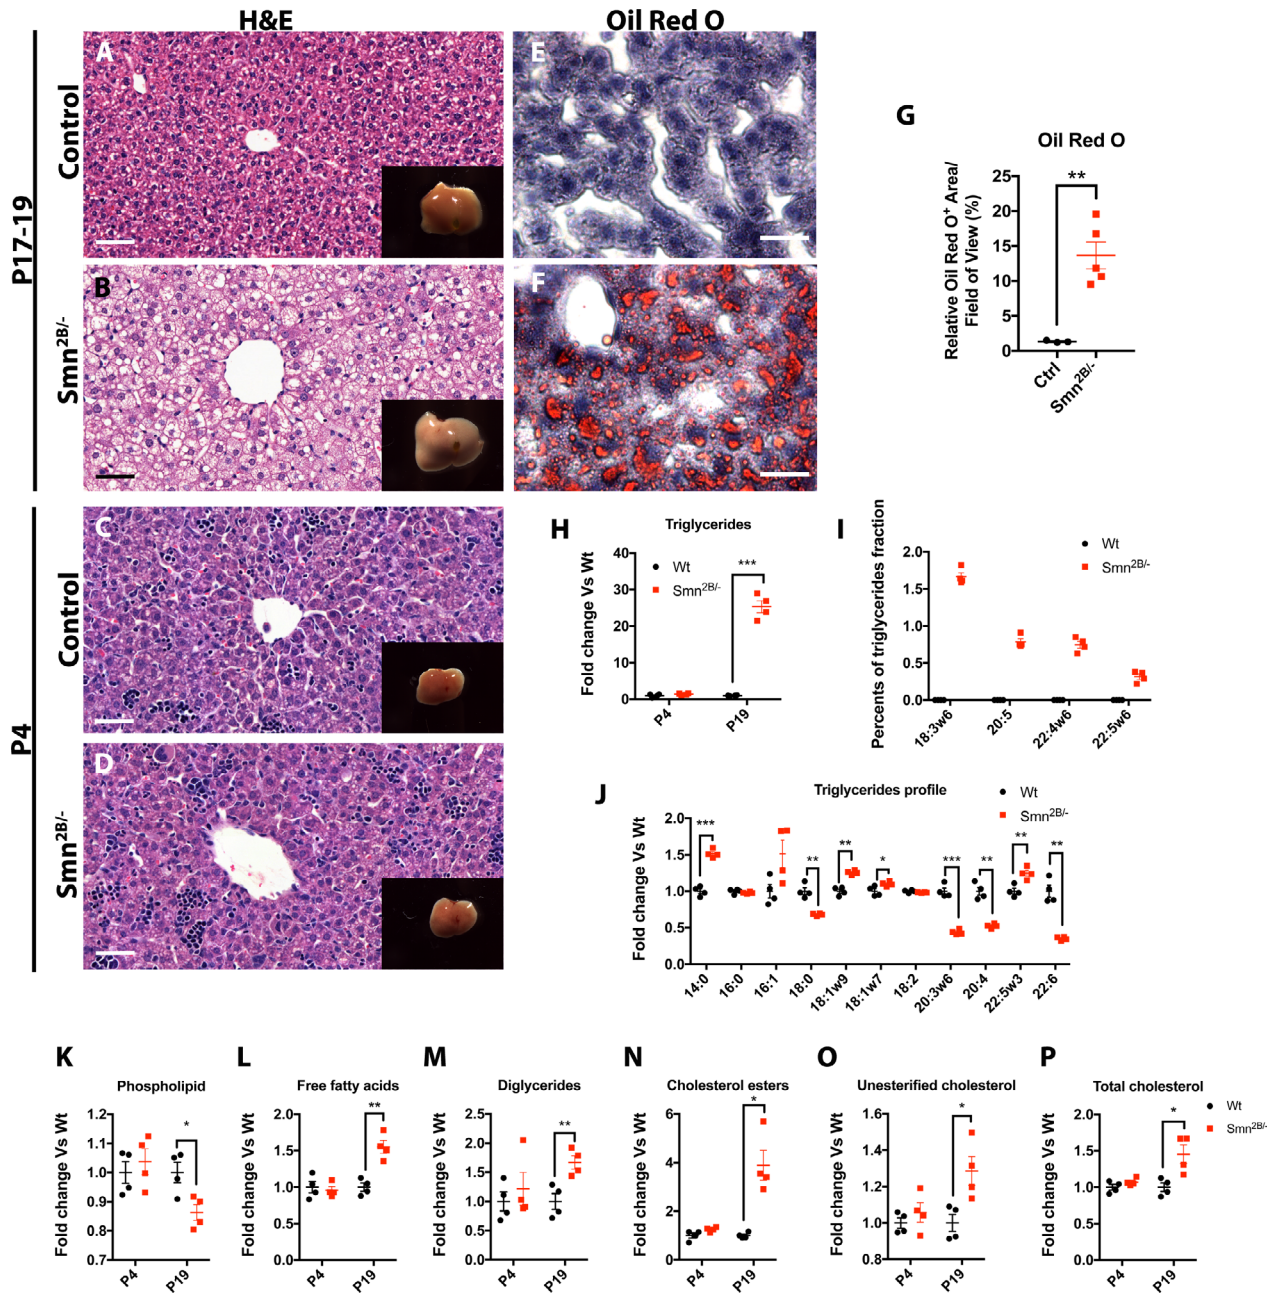 H&E
Oil Red O
P17-19
Control
Smn2B/-
P4
Control
Smn2B/-
A
B
C
D
E
F
G
Oil Red O
Relative Oil Red O+ Area/
Field of View (%)
25
20
15
10
5
0
**
Ctrl
Smn2B/-
H
Triglycerides
Fold change Vs Wt
40
30
20
10
0
Wt
Smn2B/-
***
P4
P19
I
Percents of triglycerides fraction
2.0
1.5
1.0
0.5
0.0
Wt
Smn2B/-
18:3w6
20:5
22:4w6
22:5w6
J
Triglycerides profile
Wt
Smn2B/-
Fold change Vs Wt
2.0
1.5
1.0
0.5
0.0
***
**
**
*
***
**
**
**
14:0
16:0
16:1
18:0
18:1w9
18:1w7
18:2
20:3w6
20:4
22:5w3
22:6
K
Phospholipid
Fold change Vs Wt
1.2
1.1
1.0
0.9
0.8
0.7
*
P4
P19
L
Free fatty acids
Fold change Vs Wt
2.0
1.5
1.0
0.5
0.0
**
P4
P19
M
Diglycerides
Fold change Vs Wt
2.5
2.0
1.5
1.0
0.5
0.0
**
P4
P19
N
Cholesterol esters
Fold change Vs Wt
6
4
2
0
*
P4
P19
O
Unesterified cholesterol
Fold change Vs Wt
1.6
1.4
1.2
1.0
0.8
*
P4
P19
P
Total cholesterol
Fold change Vs Wt
2.0
1.5
1.0
0.5
0.0
*
P4
P19
Wt
Smn2B/-